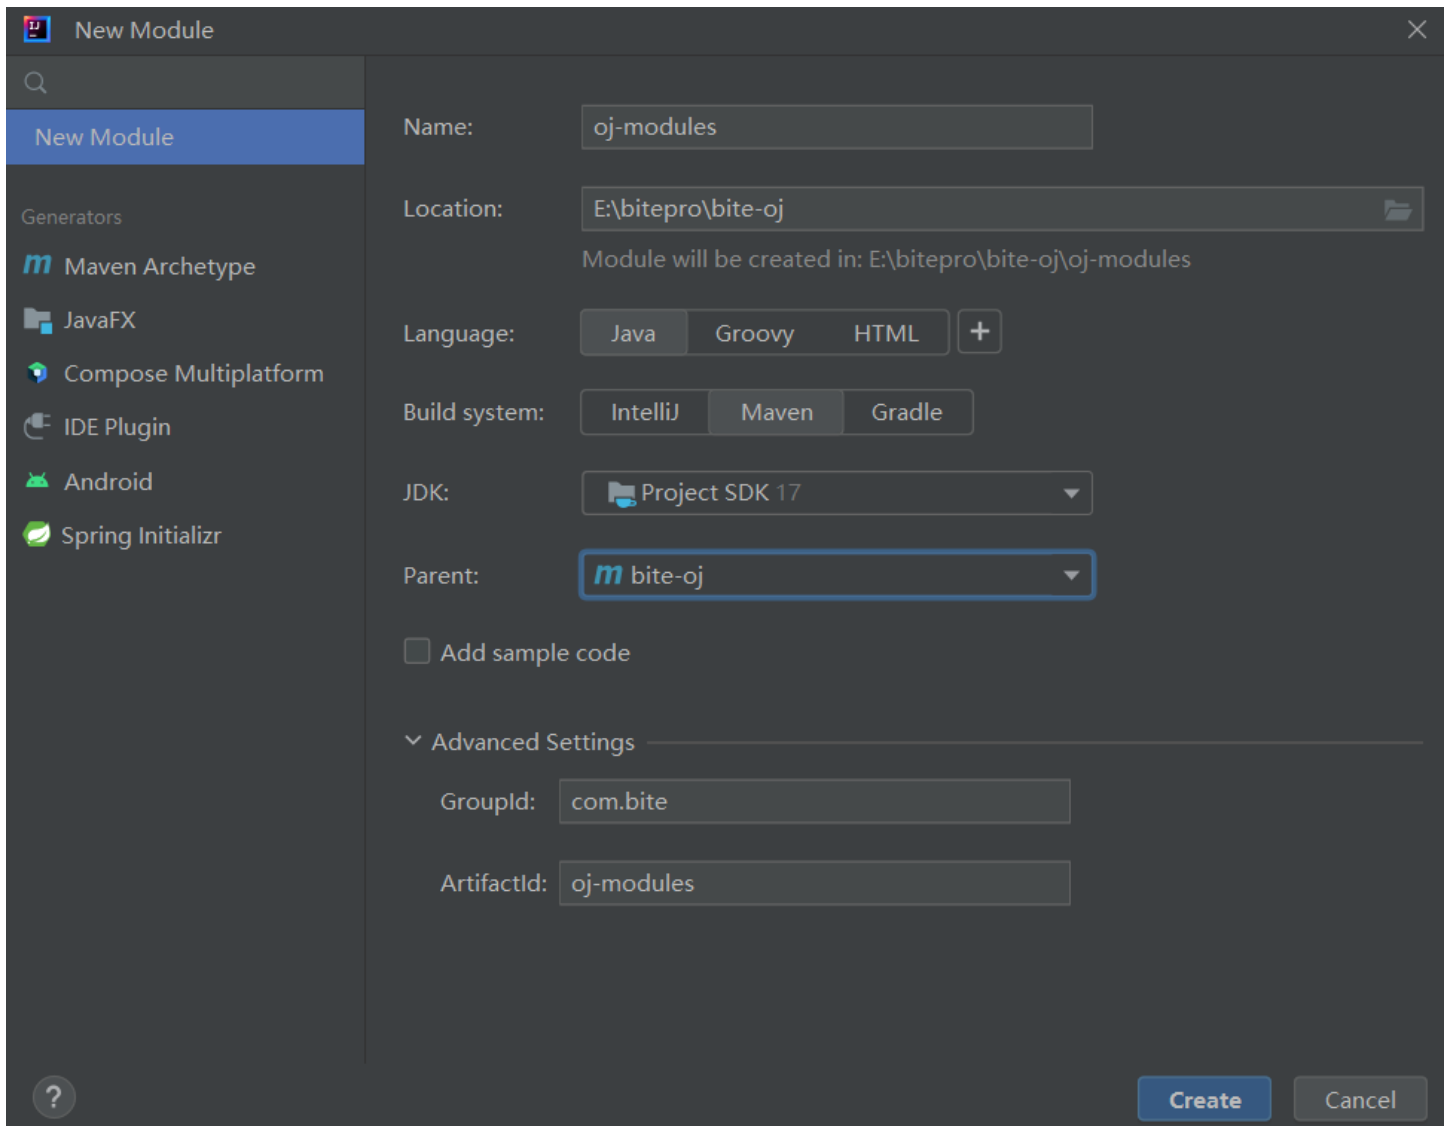 New Module
New Module
Generators
Maven Archetype
JavaFX
Compose Multiplatform
IDE Plugin
Android
Spring Initializr
Name: oj-modules
Location: E:\bitepro\bite-oj
Module will be created in: E:\bitepro\bite-oj\oj-modules
Language: Java Groovy HTML +
Build system: IntelliJ Maven Gradle
JDK: Project SDK 17
Parent: m bite-oj
Add sample code
Advanced Settings
GroupId: com.bite
ArtifactId: oj-modules
? Create Cancel